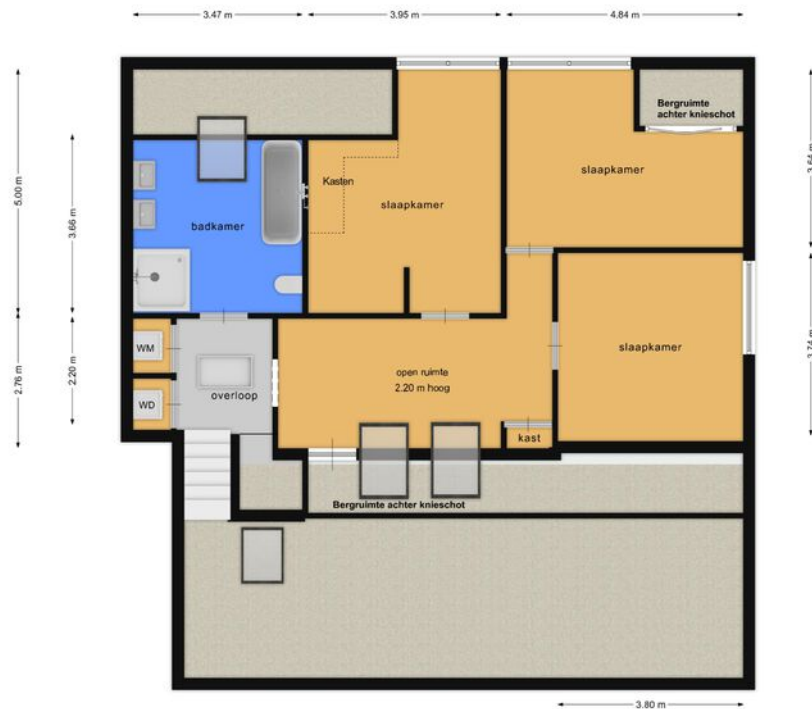 3.47 m
3.95 m
4.84 m
Bergruimte
achter knieschot
5.00 m
3.66 m
3.64 m
Kasten
slaapkamer
slaapkamer
badkamer
2.76 m
2.20 m
3.74 m
WM
WD
overloop
open ruimte
2.20 m hoog
slaapkamer
kast
Bergruimte achter knieschot
3.80 m